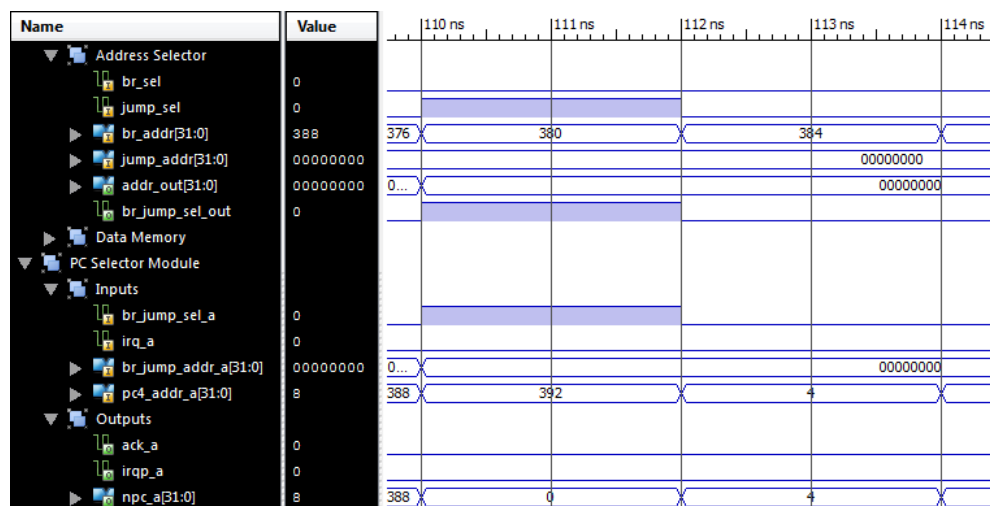 Name Value 110 ns 111 ns 112 ns 113 ns 114 ns
Address Selector
br_sel 0
jump_sel 0
br_addr[31:0] 388 376 380 384
jump_addr[31:0] 00000000 00000000
addr_out[31:0] 00000000 0... 00000000
br_jump_sel_out 0
Data Memory
PC Selector Module
Inputs
br_jump_sel_a 0
irq_a 0
br_jump_addr_a[31:0] 00000000 0... 00000000
pc4_addr_a[31:0] 8 388 392 4
Outputs
ack_a 0
irqp_a 0
npc_a[31:0] 8 388 0 4